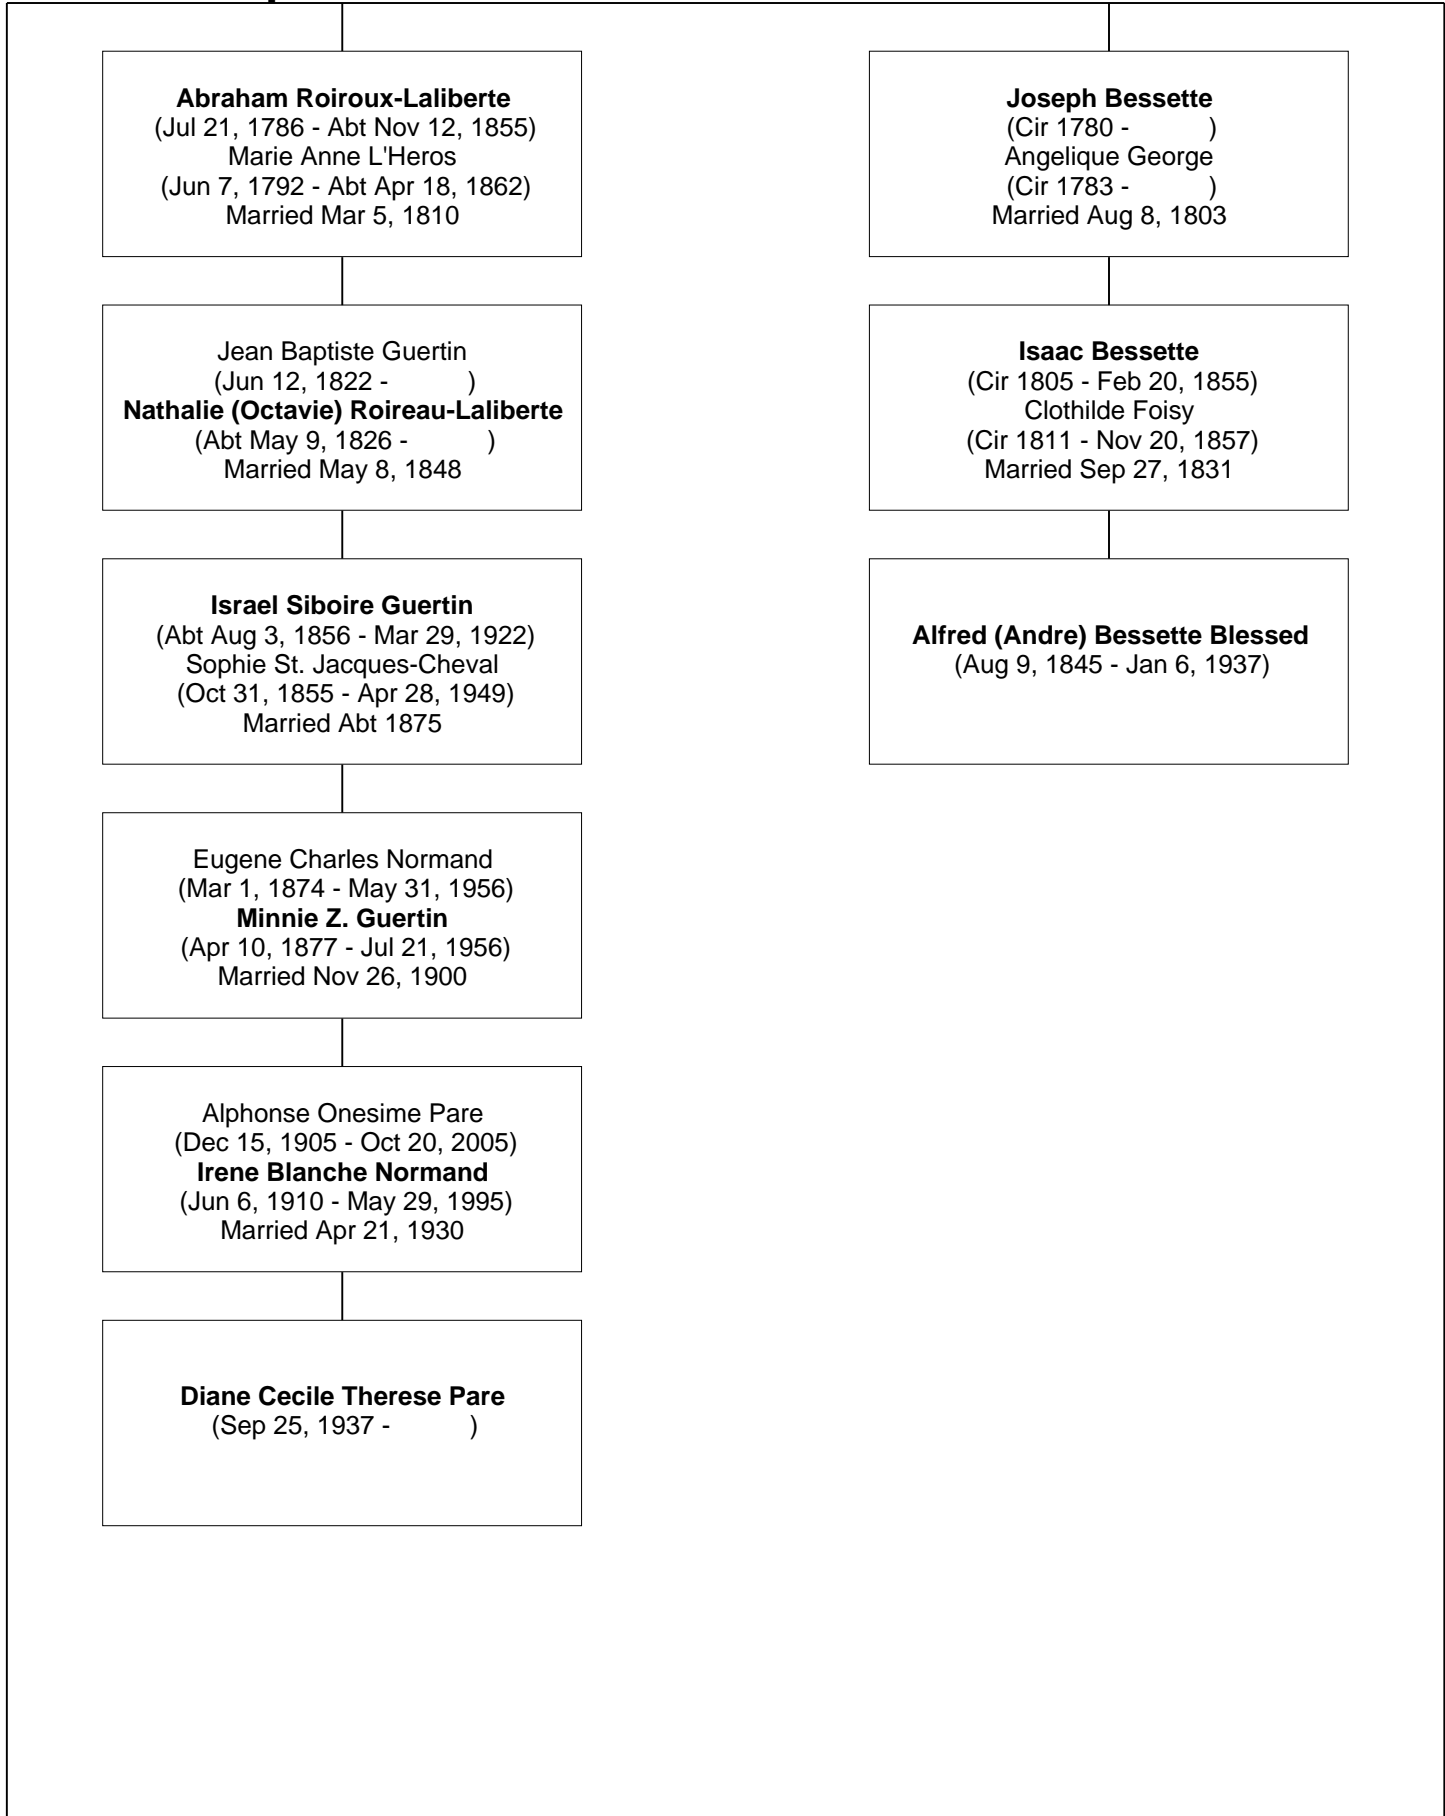 Abraham Roiroux-Laliberte
(Jul 21, 1786 - Abt Nov 12, 1855)
Marie Anne L'Heros
(Jun 7, 1792 - Abt Apr 18, 1862)
Married Mar 5, 1810
Joseph Bessette
(Cir 1780 - )
Angelique George
(Cir 1783 - )
Married Aug 8, 1803
Jean Baptiste Guertin
(Jun 12, 1822 - )
Nathalie (Octavie) Roireau-Laliberte
(Abt May 9, 1826 - )
Married May 8, 1848
Isaac Bessette
(Cir 1805 - Feb 20, 1855)
Clothilde Foisy
(Cir 1811 - Nov 20, 1857)
Married Sep 27, 1831
Israel Siboire Guertin
(Abt Aug 3, 1856 - Mar 29, 1922)
Sophie St. Jacques-Cheval
(Oct 31, 1855 - Apr 28, 1949)
Married Abt 1875
Alfred (Andre) Bessette Blessed
(Aug 9, 1845 - Jan 6, 1937)
Eugene Charles Normand
(Mar 1, 1874 - May 31, 1956)
Minnie Z. Guertin
(Apr 10, 1877 - Jul 21, 1956)
Married Nov 26, 1900
Alphonse Onesime Pare
(Dec 15, 1905 - Oct 20, 2005)
Irene Blanche Normand
(Jun 6, 1910 - May 29, 1995)
Married Apr 21, 1930
Diane Cecile Therese Pare
(Sep 25, 1937 - )